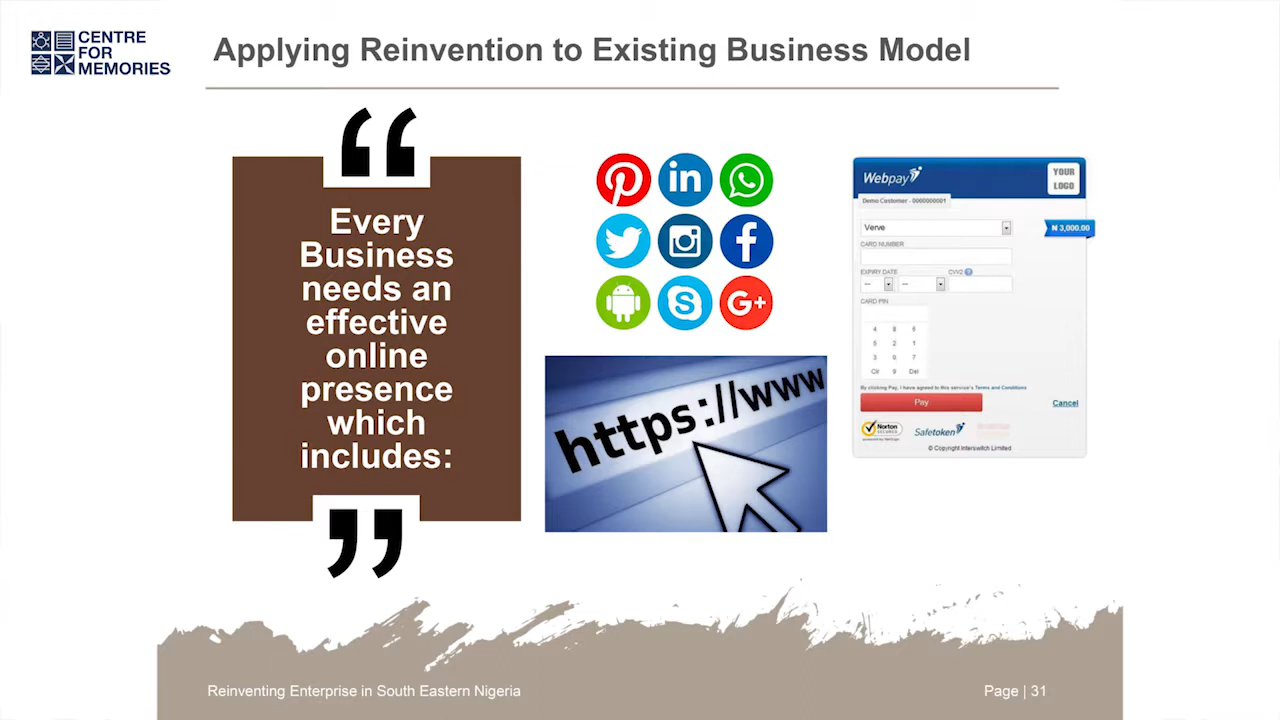 CENTRE
FOR
MEMORIES
Applying Reinvention to Existing Business Model
Every
Business
needs an
effective
online
presence
which
includes:
https://www
Webpay
YOUR
LOGO
Demo Customer - 0000000001
Verve
₦ 3,000.00
CARD NUMBER
EXPIRY DATE
CVV2
--
--
CARD PIN
4 8 6
5 2 1
3 0 7
Clr 9 Del
By clicking Pay, I have agreed to this service's Terms and Conditions
Pay
Cancel
Norton
SECURED
Safetoken
© Copyright Interswitch Limited
Reinventing Enterprise in South Eastern Nigeria
Page | 31